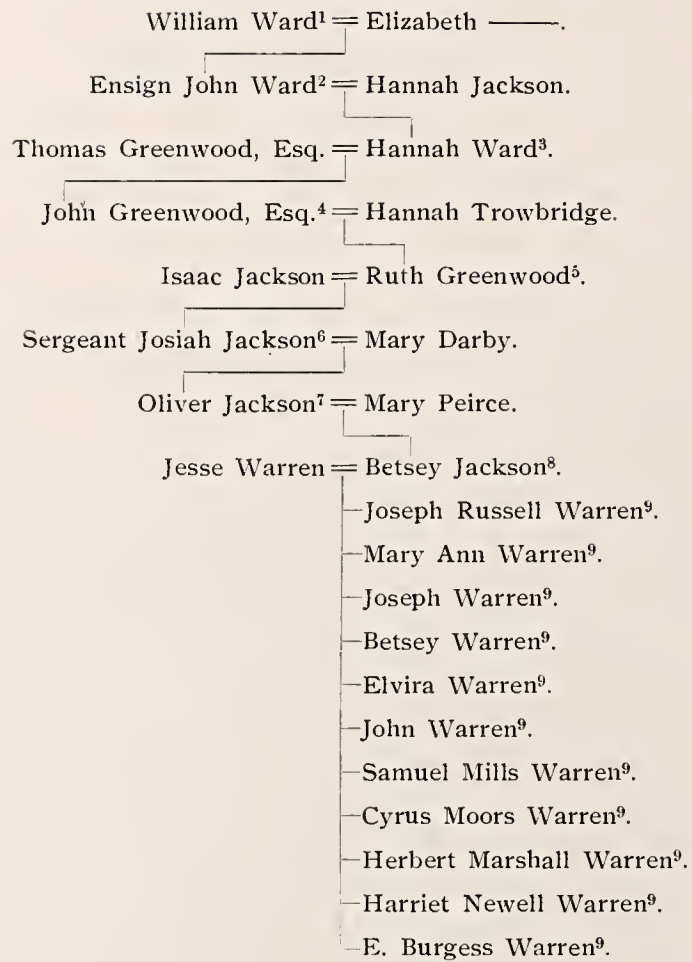 William Ward¹ = Elizabeth ———.
Ensign John Ward² = Hannah Jackson.
Thomas Greenwood, Esq. = Hannah Ward³.
John Greenwood, Esq.⁴ = Hannah Trowbridge.
Isaac Jackson = Ruth Greenwood⁵.
Sergeant Josiah Jackson⁶ = Mary Darby.
Oliver Jackson⁷ = Mary Peirce.
Jesse Warren = Betsey Jackson⁸.
Joseph Russell Warren⁹.
Mary Ann Warren⁹.
Joseph Warren⁹.
Betsey Warren⁹.
Elvira Warren⁹.
John Warren⁹.
Samuel Mills Warren⁹.
Cyrus Moors Warren⁹.
Herbert Marshall Warren⁹.
Harriet Newell Warren⁹.
E. Burgess Warren⁹.